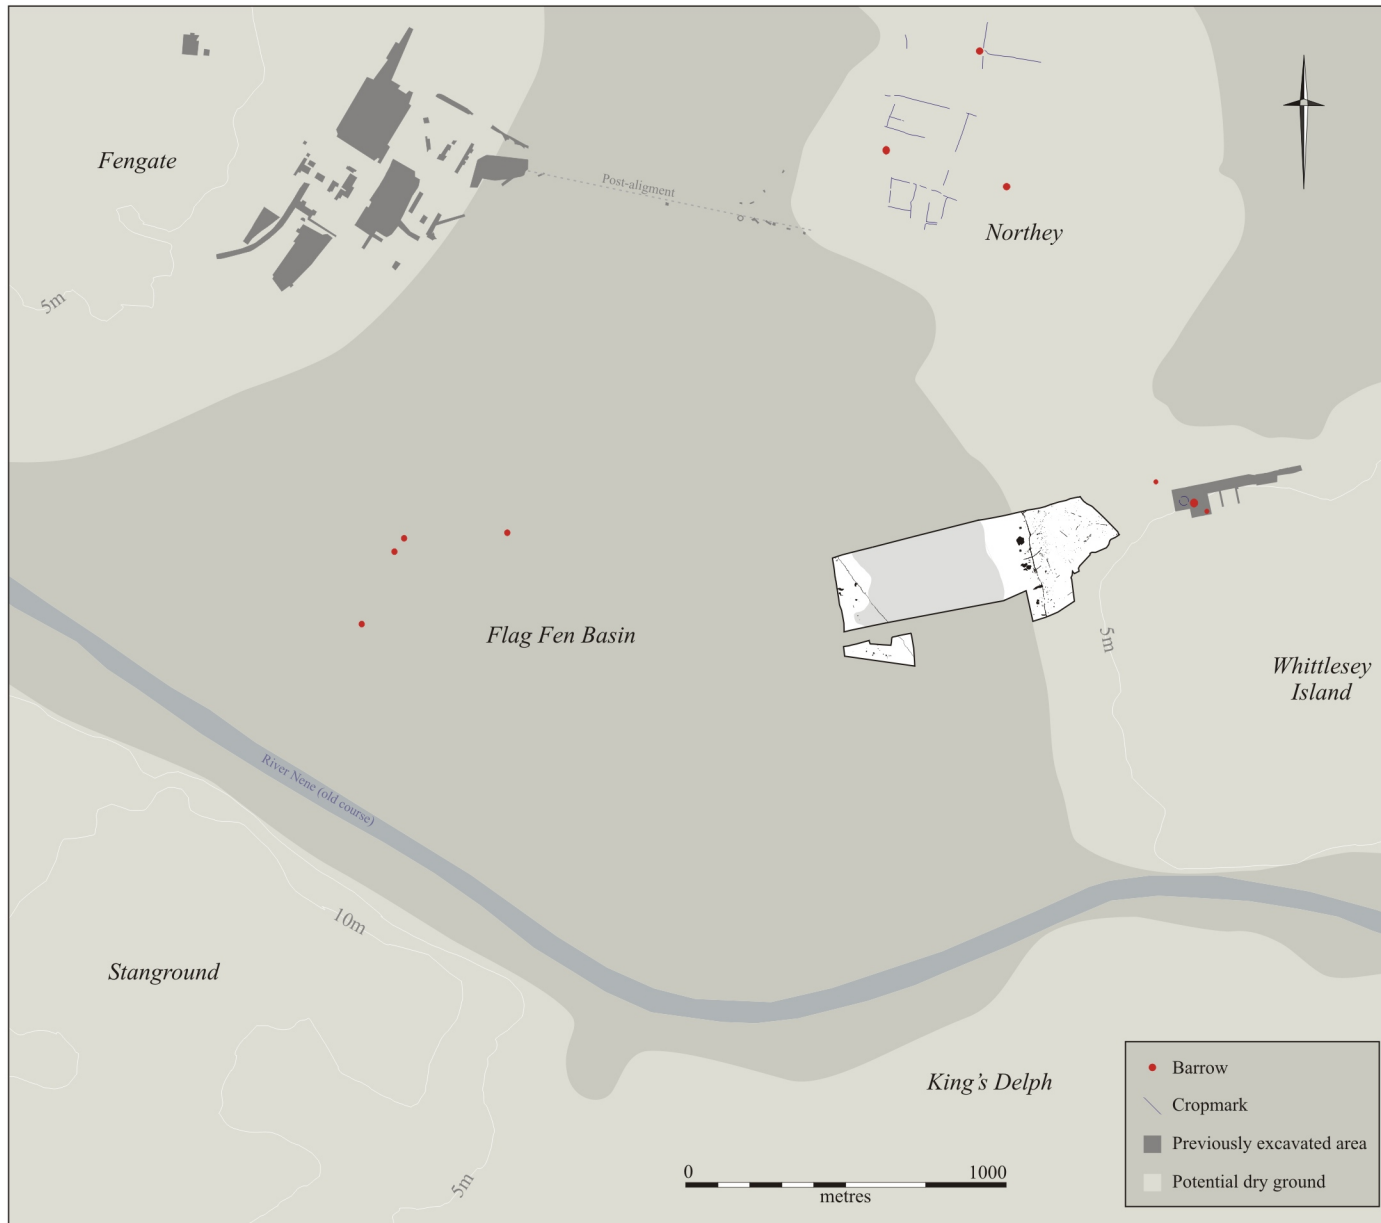 Fengate
Post-aligment
Northey
5m
Flag Fen Basin
5m
Whittlesey
Island
River Nene (old course)
10m
Stanground
King's Delph
5m
0 1000
metres
Barrow
Cropmark
Previously excavated area
Potential dry ground